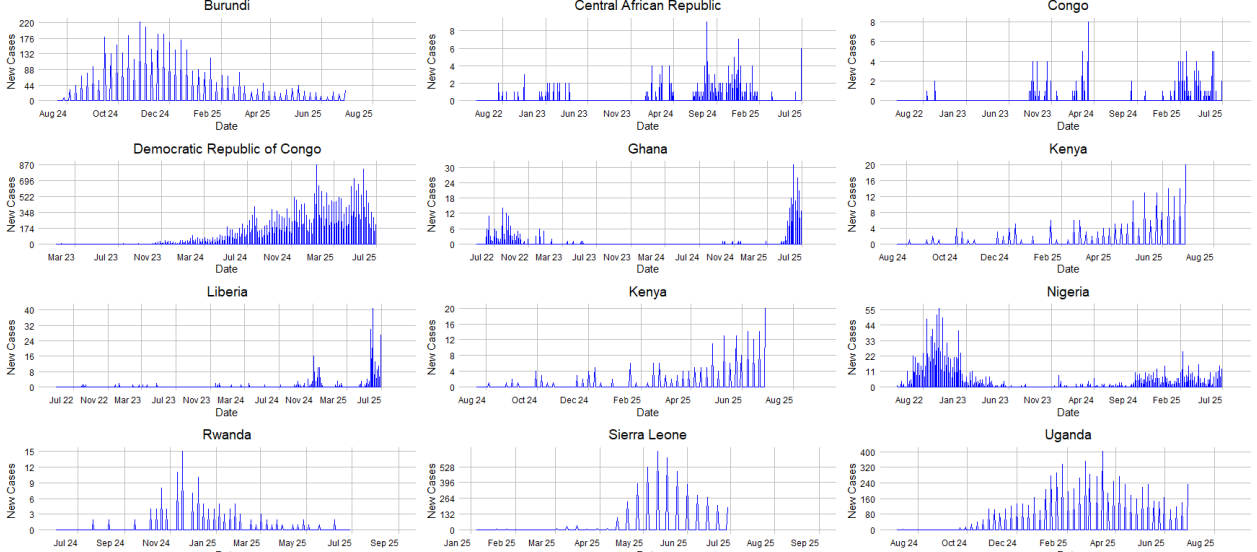 Burundi
New Cases
220
176
132
88
44
0
Aug 24 Oct 24 Dec 24 Feb 25 Apr 25 Jun 25 Aug 25
Date
Central African Republic
New Cases
8
6
4
2
0
Aug 22 Jan 23 Jun 23 Nov 23 Apr 24 Sep 24 Feb 25 Jul 25
Date
Congo
New Cases
8
6
4
2
0
Aug 22 Jan 23 Jun 23 Nov 23 Apr 24 Sep 24 Feb 25 Jul 25
Date
Democratic Republic of Congo
New Cases
870
696
522
348
174
0
Mar 23 Jul 23 Nov 23 Mar 24 Jul 24 Nov 24 Mar 25 Jul 25
Date
Ghana
New Cases
30
24
18
12
6
0
Jul 22 Nov 22 Mar 23 Jul 23 Nov 23 Mar 24 Jul 24 Nov 24 Mar 25 Jul 25
Date
Kenya
New Cases
20
16
12
8
4
0
Aug 24 Oct 24 Dec 24 Feb 25 Apr 25 Jun 25 Aug 25
Date
Liberia
New Cases
40
32
24
16
8
0
Jul 22 Nov 22 Mar 23 Jul 23 Nov 23 Mar 24 Jul 24 Nov 24 Mar 25 Jul 25
Date
Kenya
New Cases
20
16
12
8
4
0
Aug 24 Oct 24 Dec 24 Feb 25 Apr 25 Jun 25 Aug 25
Date
Nigeria
New Cases
55
44
33
22
11
0
Aug 22 Jan 23 Jun 23 Nov 23 Apr 24 Sep 24 Feb 25 Jul 25
Date
Rwanda
New Cases
15
12
9
6
3
0
Jul 24 Sep 24 Nov 24 Jan 25 Mar 25 May 25 Jul 25 Sep 25
Sierra Leone
New Cases
528
396
264
132
0
Jan 25 Feb 25 Mar 25 Apr 25 May 25 Jun 25 Jul 25 Aug 25 Sep 25
Uganda
New Cases
400
320
240
160
80
0
Aug 24 Oct 24 Dec 24 Feb 25 Apr 25 Jun 25 Aug 25